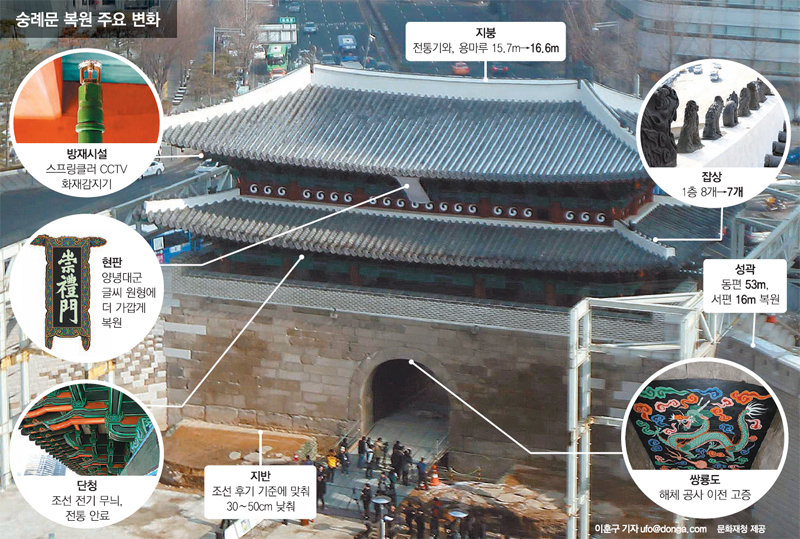 숭례문 복원 주요 변화
지붕
전통기와, 용마루 15.7m→16.6m
방재시설
스프링클러 CCTV
화재감지기
잡상
1층 8개→7개
현판
양녕대군
글씨 원형에
더 가깝게
복원
崇禮門
성곽
동편 53m,
서편 16m 복원
단청
조선 전기 무늬,
전통 안료
지반
조선 후기 기준에 맞춰
30～50cm 낮춰
쌍룡도
해체 공사 이전 고증
이훈구 기자 ufo@donga.com 문화재청 제공